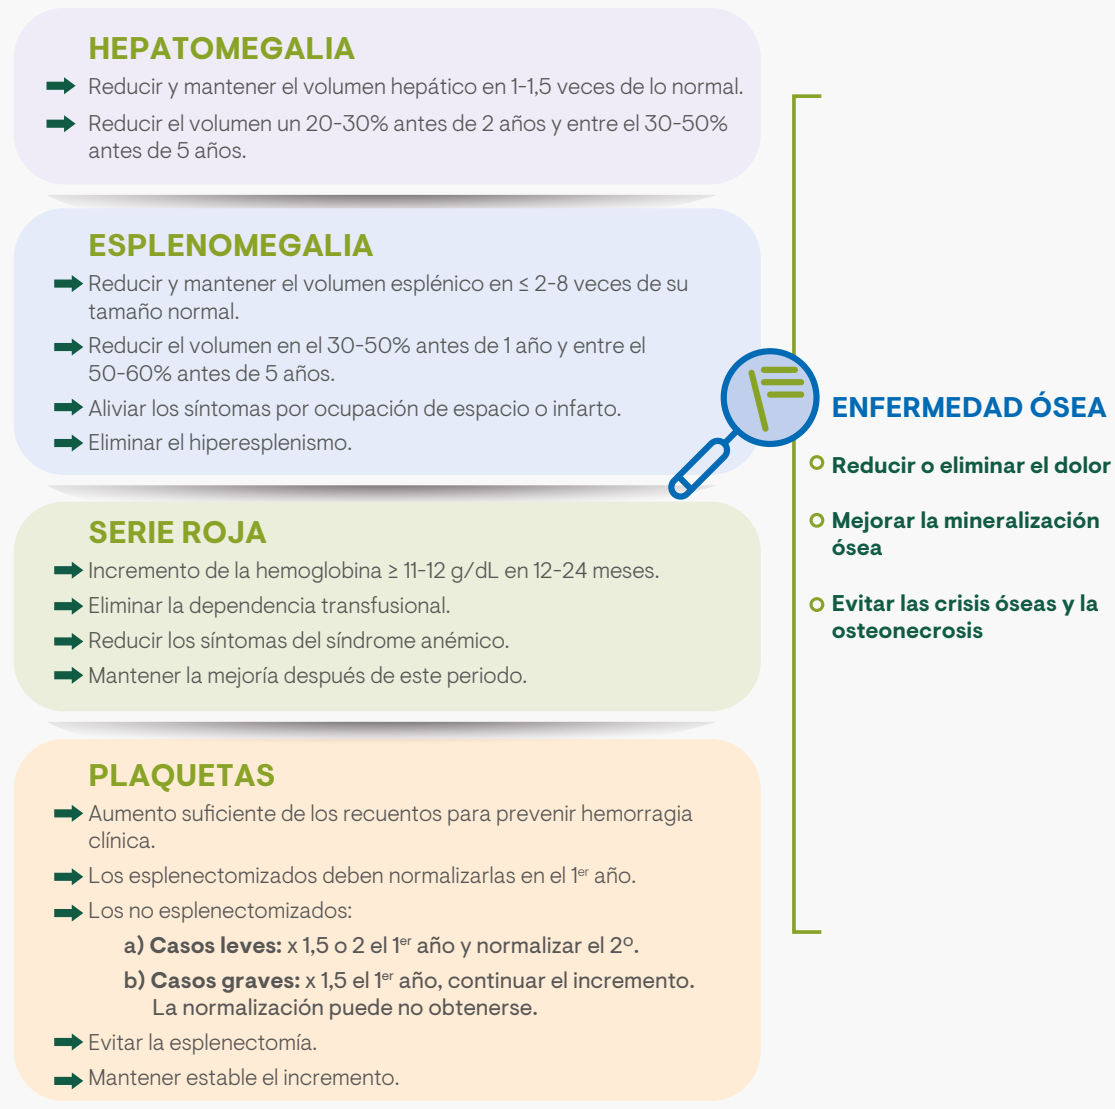 HEPATOMEGALIA
Reducir y mantener el volumen hepático en 1-1,5 veces de lo normal.
Reducir el volumen un 20-30% antes de 2 años y entre el 30-50%
antes de 5 años.
ESPLENOMEGALIA
Reducir y mantener el volumen esplénico en ≤ 2-8 veces de su
tamaño normal.
Reducir el volumen en el 30-50% antes de 1 año y entre el
50-60% antes de 5 años.
Aliviar los síntomas por ocupación de espacio o infarto.
Eliminar el hiperesplenismo.
SERIE ROJA
Incremento de la hemoglobina ≥ 11-12 g/dL en 12-24 meses.
Eliminar la dependencia transfusional.
Reducir los síntomas del síndrome anémico.
Mantener la mejoría después de este periodo.
PLAQUETAS
Aumento suficiente de los recuentos para prevenir hemorragia
clínica.
Los esplenectomizados deben normalizarlas en el 1er año.
Los no esplenectomizados:
a) Casos leves: x 1,5 o 2 el 1er año y normalizar el 2º.
b) Casos graves: x 1,5 el 1er año, continuar el incremento.
La normalización puede no obtenerse.
Evitar la esplenectomía.
Mantener estable el incremento.
ENFERMEDAD ÓSEA
Reducir o eliminar el dolor
Mejorar la mineralización
ósea
Evitar las crisis óseas y la
osteonecrosis